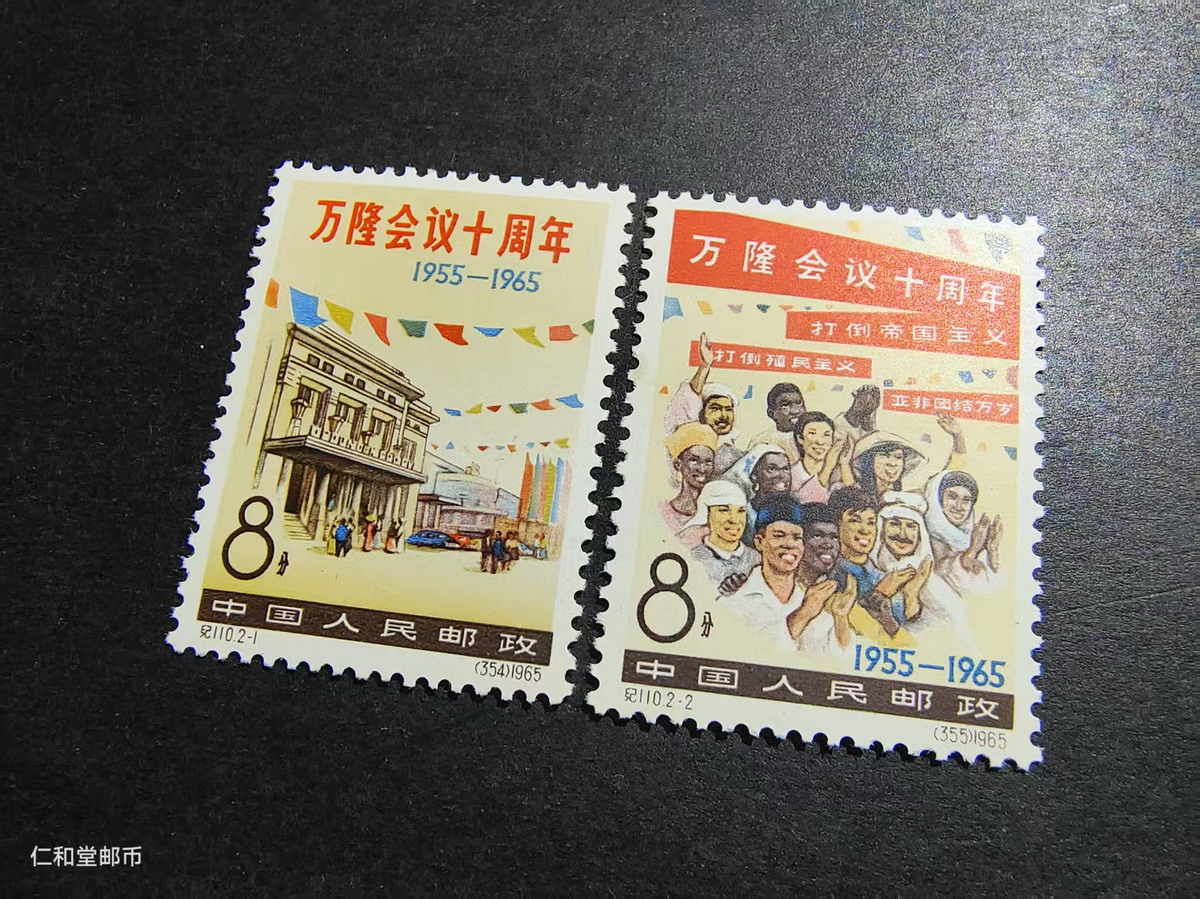 万隆会议十周年
1955—1965
8分
中国人民邮政
纪110.2-1
(354)1965
万隆会议十周年
打倒帝国主义
打倒殖民主义
亚非团结万岁
8分
1955—1965
中国人民邮政
纪110.2-2
(355)1965
仁和堂邮币